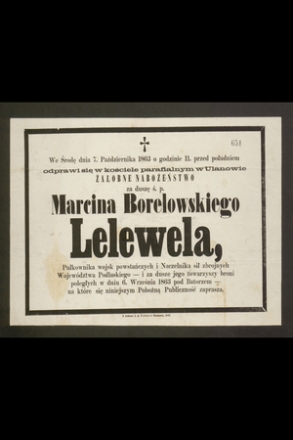 634
We Środę dnia 7. Października 1863 o godzinie 11. przed południem
odprawi się w kościele parafialnym w Ulanowie
ŻAŁOBNE NABOŻEŃSTWO
za duszę ś. p.
Marcina Borelowskiego
Lelewela,
Pułkownika wojsk powstańczych i Naczelnika sił zbrojnych
Województwa Podlaskiego — i za dusze jego towarzyszy broni
poległych w dniu 6. Września 1863 pod Batorzem —
na które się niniejszym Pobożną Publiczność zaprasza.